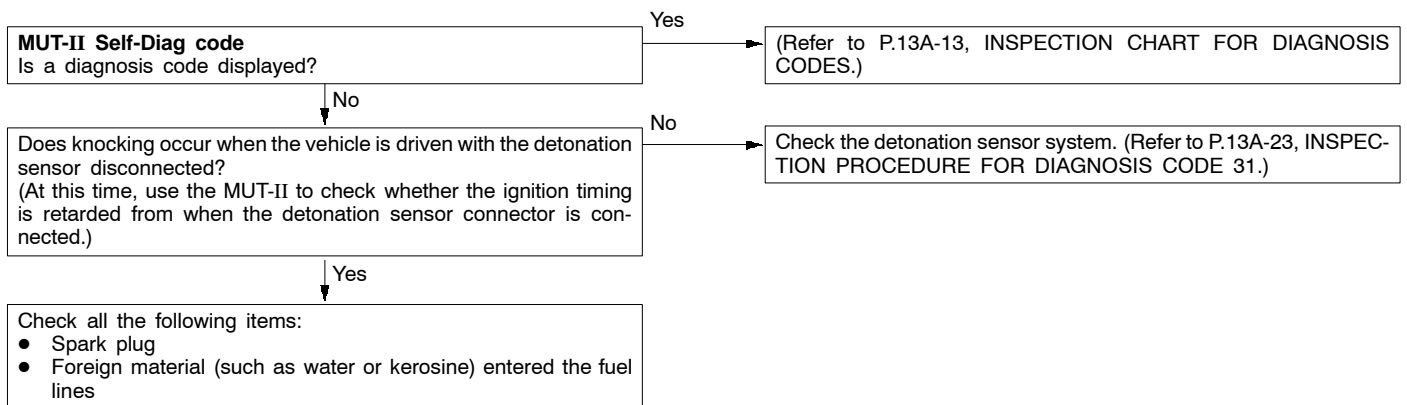 MUT-II Self-Diag code
Is a diagnosis code displayed?
Yes
(Refer to P.13A-13, INSPECTION CHART FOR DIAGNOSIS
CODES.)
No
Does knocking occur when the vehicle is driven with the detonation
sensor disconnected?
(At this time, use the MUT-II to check whether the ignition timing
is retarded from when the detonation sensor connector is con-
nected.)
No
Check the detonation sensor system. (Refer to P.13A-23, INSPEC-
TION PROCEDURE FOR DIAGNOSIS CODE 31.)
Yes
Check all the following items:
● Spark plug
● Foreign material (such as water or kerosine) entered the fuel
lines